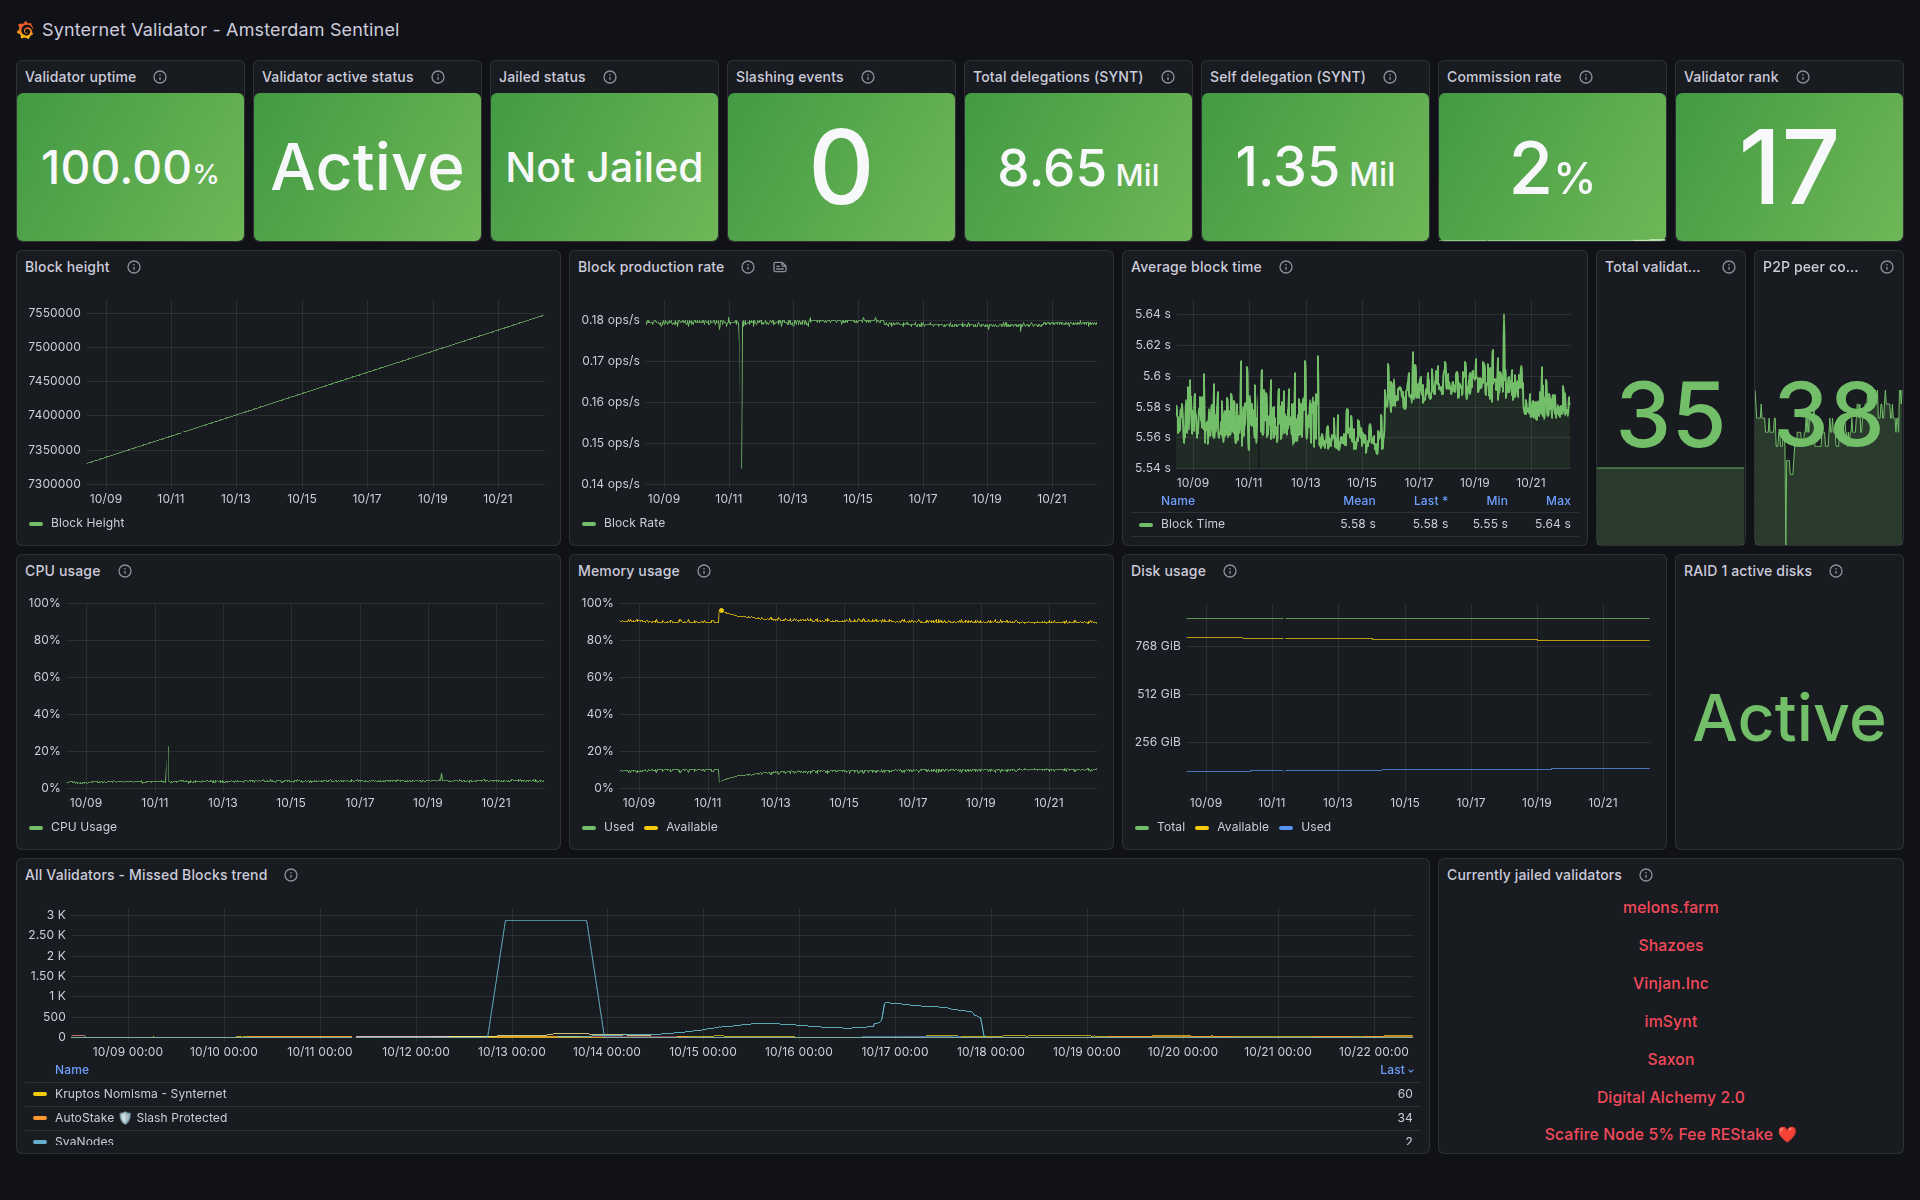 Synternet Validator - Amsterdam Sentinel
Validator uptime
100.00%
Validator active status
Active
Jailed status
Not Jailed
Slashing events
0
Total delegations (SYNT)
8.65 Mil
Self delegation (SYNT)
1.35 Mil
Commission rate
2%
Validator rank
17
Block height
7550000
7500000
7450000
7400000
7350000
7300000
10/09 10/11 10/13 10/15 10/17 10/19 10/21
Block Height
Block production rate
0.18 ops/s
0.17 ops/s
0.16 ops/s
0.15 ops/s
0.14 ops/s
10/09 10/11 10/13 10/15 10/17 10/19 10/21
Block Rate
Average block time
5.64 s
5.62 s
5.6 s
5.58 s
5.56 s
5.54 s
10/09 10/11 10/13 10/15 10/17 10/19 10/21
Name Mean Last * Min Max
Block Time 5.58 s 5.58 s 5.55 s 5.64 s
Total validat...
35
P2P peer co...
38
CPU usage
100%
80%
60%
40%
20%
0%
10/09 10/11 10/13 10/15 10/17 10/19 10/21
CPU Usage
Memory usage
100%
80%
60%
40%
20%
0%
10/09 10/11 10/13 10/15 10/17 10/19 10/21
Used Available
Disk usage
768 GiB
512 GiB
256 GiB
10/09 10/11 10/13 10/15 10/17 10/19 10/21
Total Available Used
RAID 1 active disks
Active
All Validators - Missed Blocks trend
3 K
2.50 K
2 K
1.50 K
1 K
500
0
10/09 00:00 10/10 00:00 10/11 00:00 10/12 00:00 10/13 00:00 10/14 00:00 10/15 00:00 10/16 00:00 10/17 00:00 10/18 00:00 10/19 00:00 10/20 00:00 10/21 00:00 10/22 00:00
Name Last
Kruptos Nomisma - Synternet 60
AutoStake 🛡️ Slash Protected 34
SvaNodes 2
Currently jailed validators
melons.farm
Shazoes
Vinjan.Inc
imSynt
Saxon
Digital Alchemy 2.0
Scafire Node 5% Fee REStake ❤️